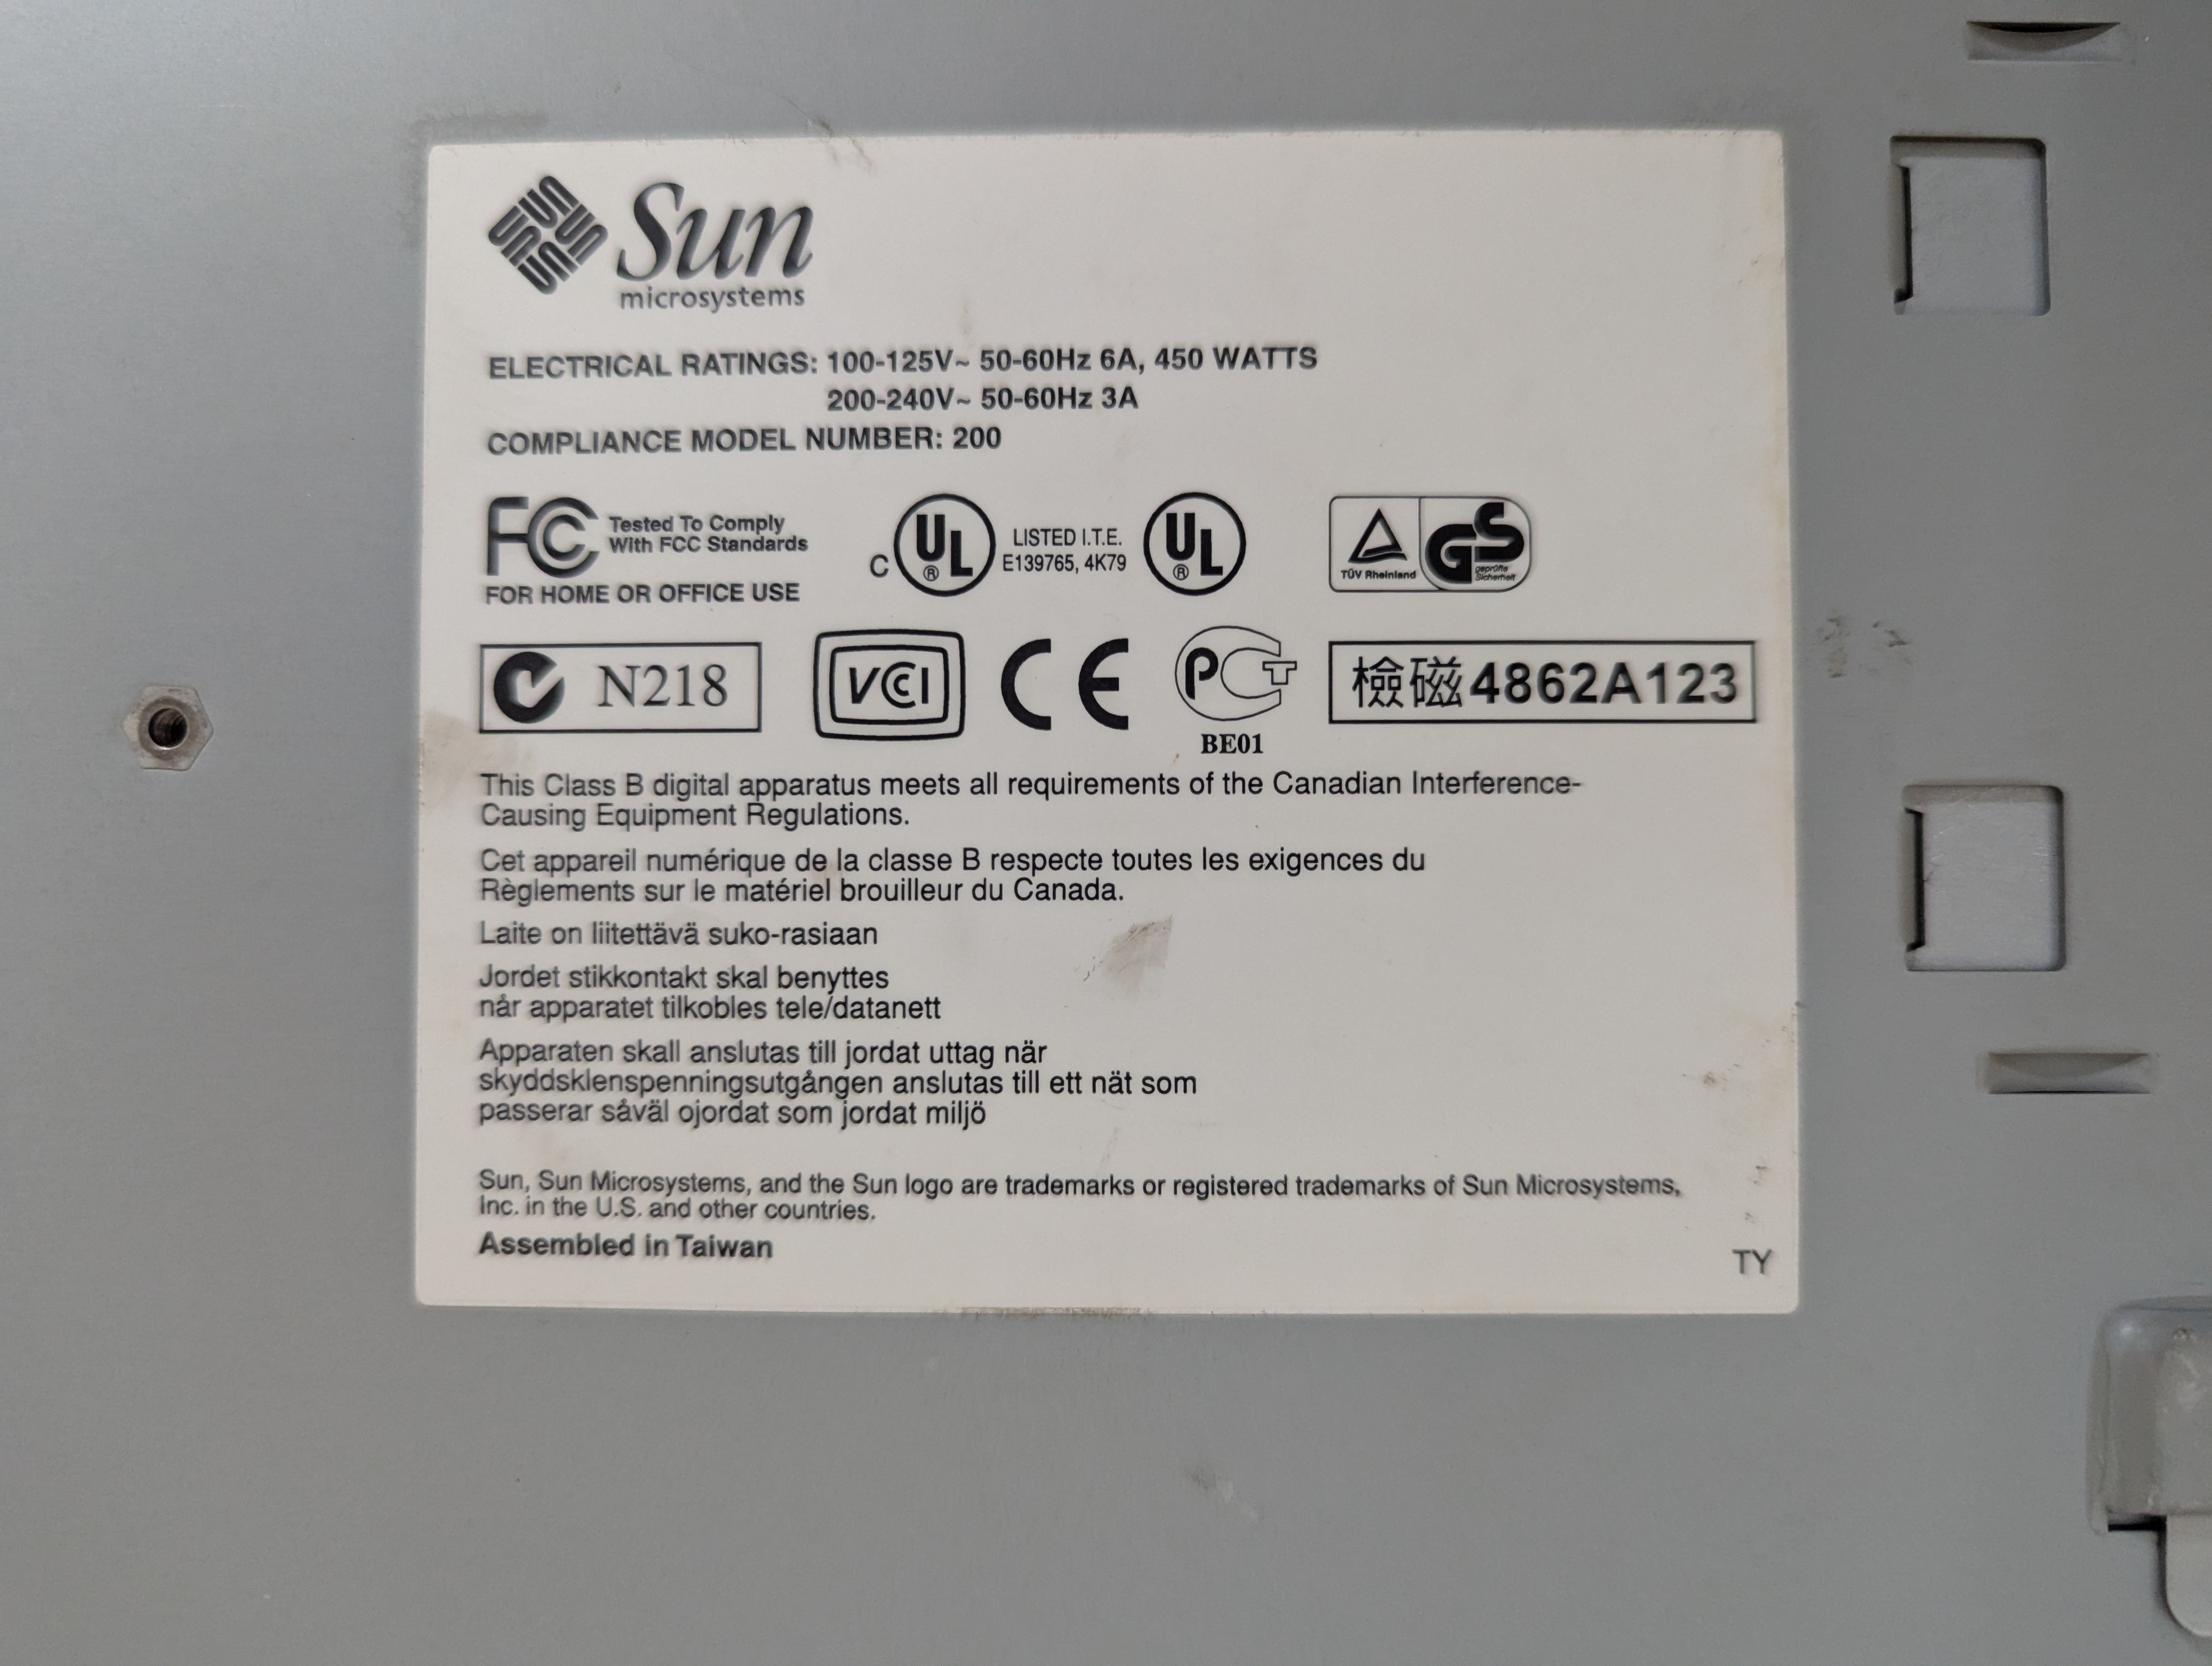 Sun
microsystems
ELECTRICAL RATINGS: 100-125V~ 50-60Hz 6A, 450 WATTS
200-240V~ 50-60Hz 3A
COMPLIANCE MODEL NUMBER: 200
FCC Tested To Comply
With FCC Standards
FOR HOME OR OFFICE USE
C UL ® LISTED I.T.E.
E139765, 4K79
UL ®
TÜV Rheinland
GS geprüfte
Sicherheit
N218
VCCI
CE
PCT
BE01
檢磁4862A123
This Class B digital apparatus meets all requirements of the Canadian Interference-
Causing Equipment Regulations.
Cet appareil numérique de la classe B respecte toutes les exigences du
Règlements sur le matériel brouilleur du Canada.
Laite on liitettävä suko-rasiaan
Jordet stikkontakt skal benyttes
når apparatet tilkobles tele/datanett
Apparaten skall anslutas till jordat uttag när
skyddsklenspenningsutgången anslutas till ett nät som
passerar såväl ojordat som jordat miljö
Sun, Sun Microsystems, and the Sun logo are trademarks or registered trademarks of Sun Microsystems,
Inc. in the U.S. and other countries.
Assembled in Taiwan
TY